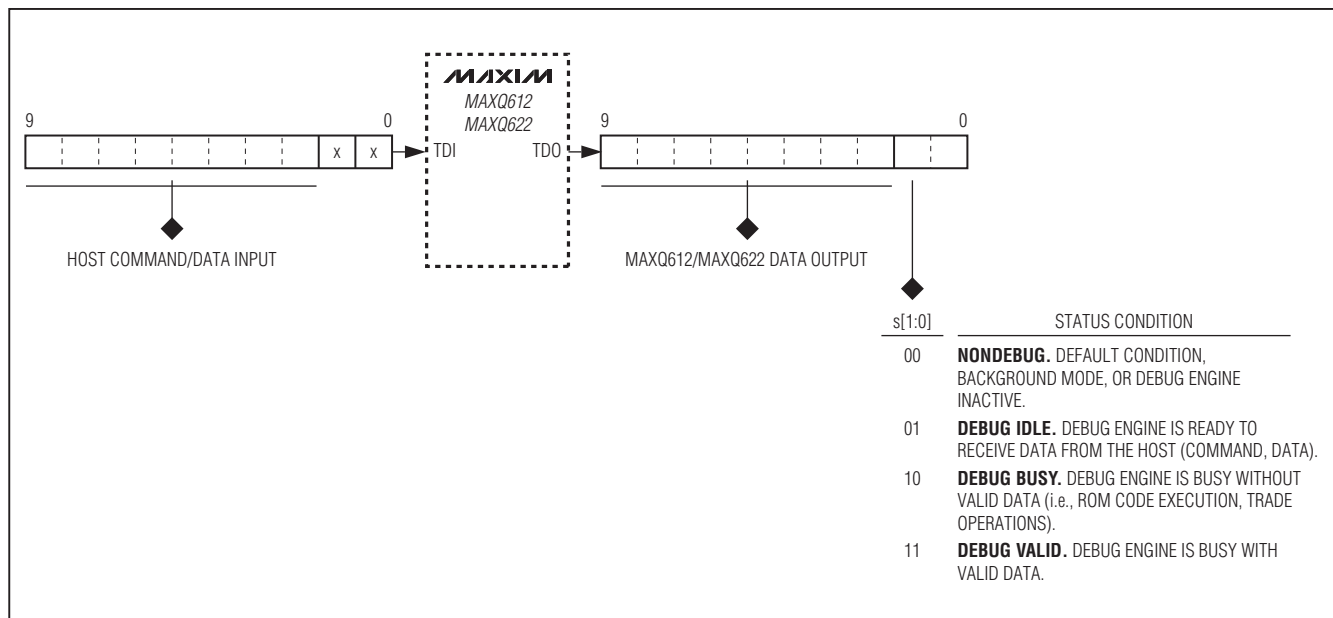 MAXIM
MAXQ612
MAXQ622
9 0
x x
TDI TDO
9 0
HOST COMMAND/DATA INPUT
MAXQ612/MAXQ622 DATA OUTPUT
s[1:0] STATUS CONDITION
00 NONDEBUG. DEFAULT CONDITION,
BACKGROUND MODE, OR DEBUG ENGINE
INACTIVE.
01 DEBUG IDLE. DEBUG ENGINE IS READY TO
RECEIVE DATA FROM THE HOST (COMMAND, DATA).
10 DEBUG BUSY. DEBUG ENGINE IS BUSY WITHOUT
VALID DATA (i.e., ROM CODE EXECUTION, TRADE
OPERATIONS).
11 DEBUG VALID. DEBUG ENGINE IS BUSY WITH
VALID DATA.